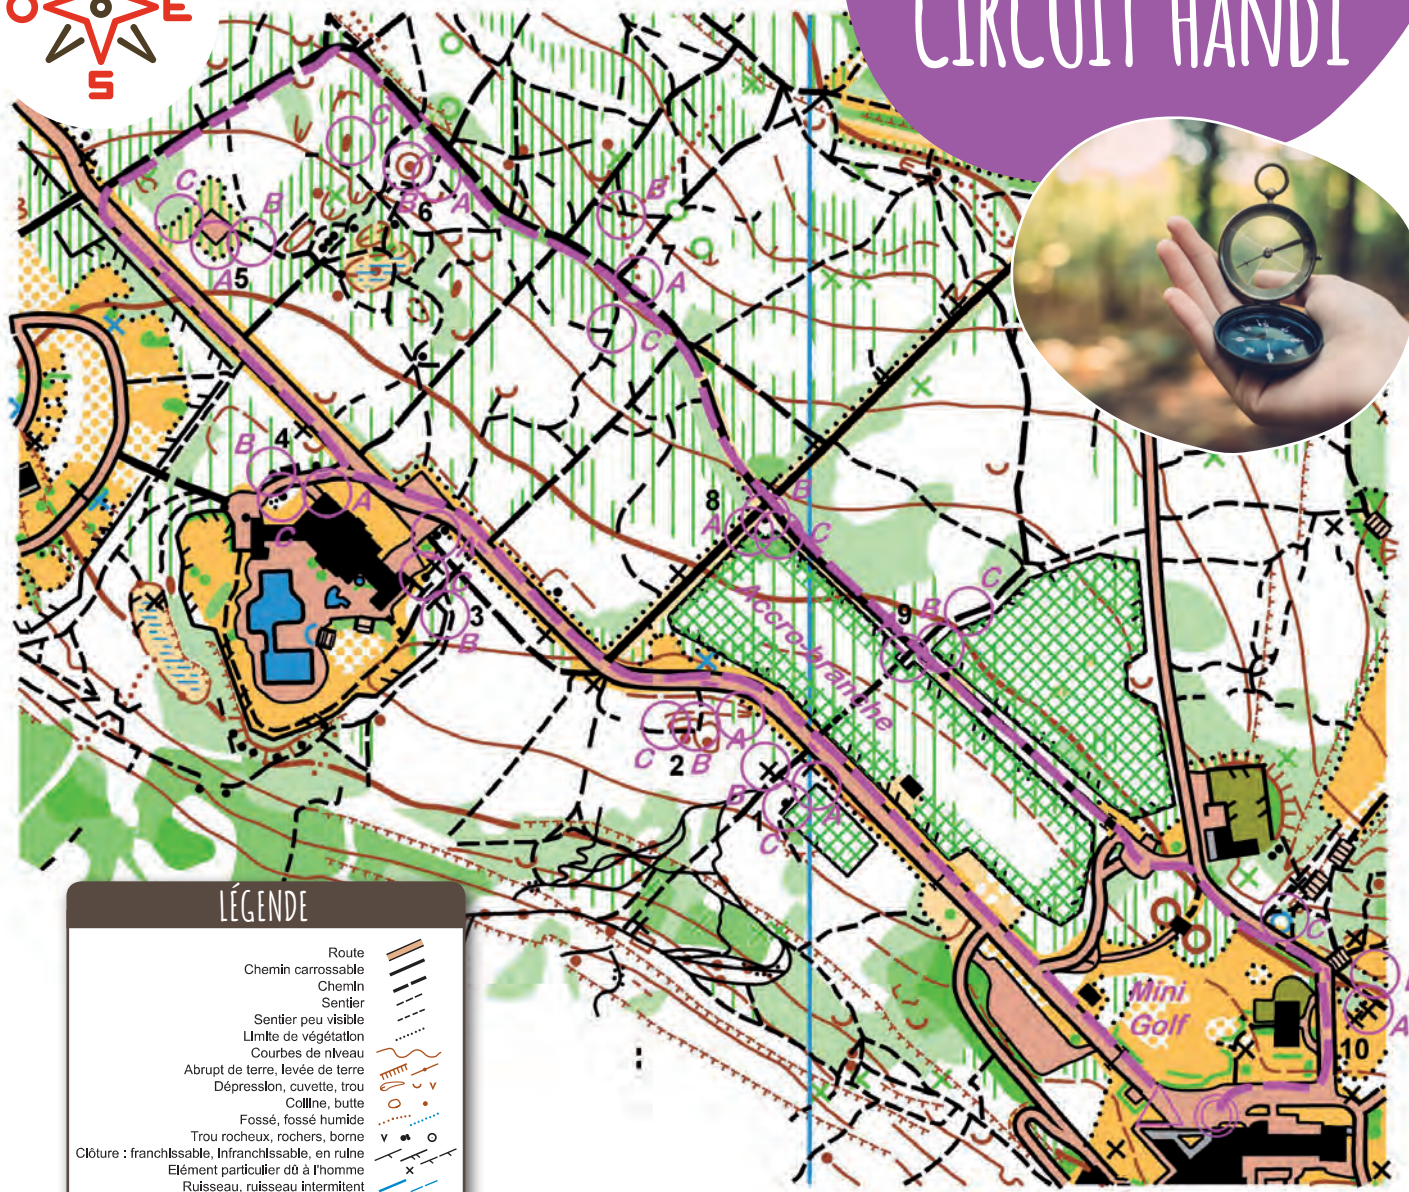 O E
S
CIRCUIT HANDI
C
B
6
A
C
B
A
5
B
7
A
C
B
4
A
C
8
A
B
C
A
C
3
B
Accro-branche
9
B
C
C
2
B
A
B
A
1
C
C
A
10
Mini
Golf
LÉGENDE
Route
Chemin carrossable
Chemin
Sentier
Sentier peu visible
Limite de végétation
Courbes de niveau
Abrupt de terre, levée de terre
Dépression, cuvette, trou
Colline, butte
Fossé, fossé humide
Trou rocheux, rochers, borne
Clôture : franchissable, infranchissable, en ruine
Elément particulier dû à l'homme
Ruisseau, ruisseau intermitent